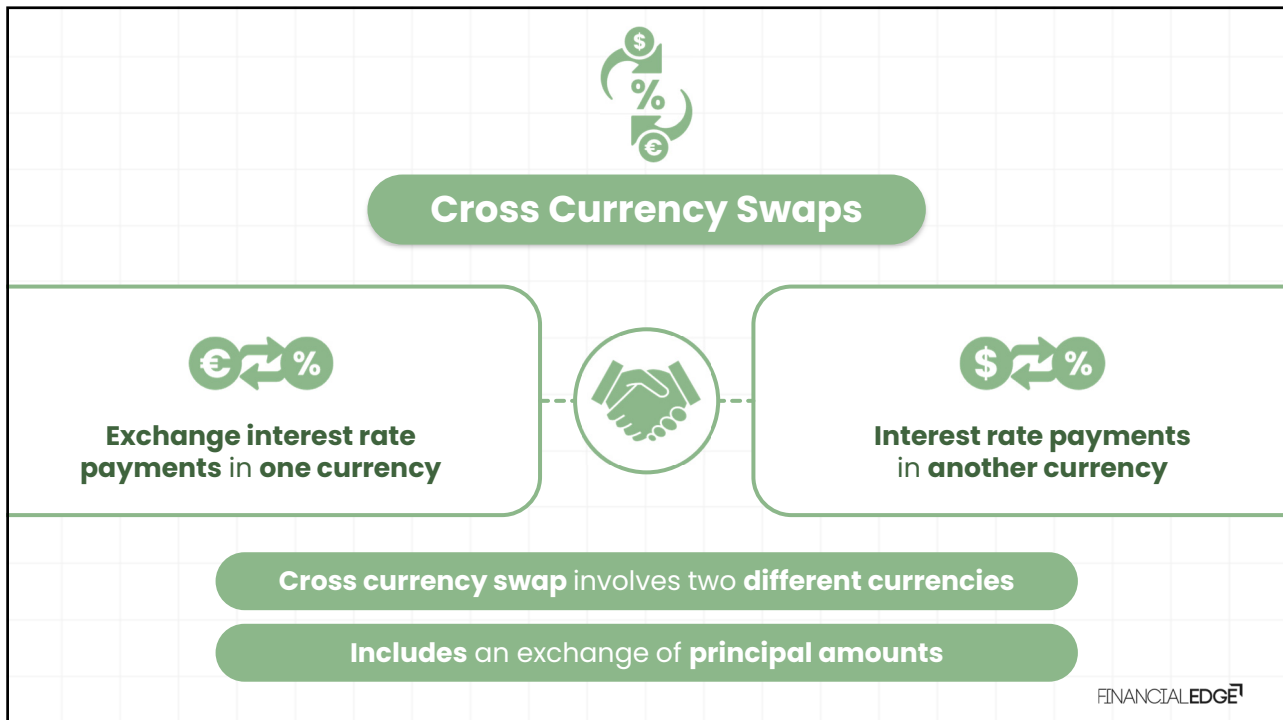 $
%
€
Cross Currency Swaps
€ %
Exchange interest rate
payments in one currency
$ %
Interest rate payments
in another currency
Cross currency swap involves two different currencies
Includes an exchange of principal amounts
FINANCIALEDGE